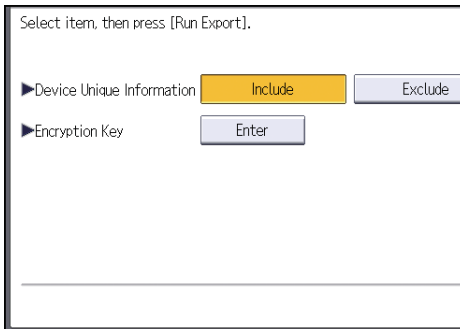 Select item, then press [Run Export].
►Device Unique Information Include Exclude
►Encryption Key Enter